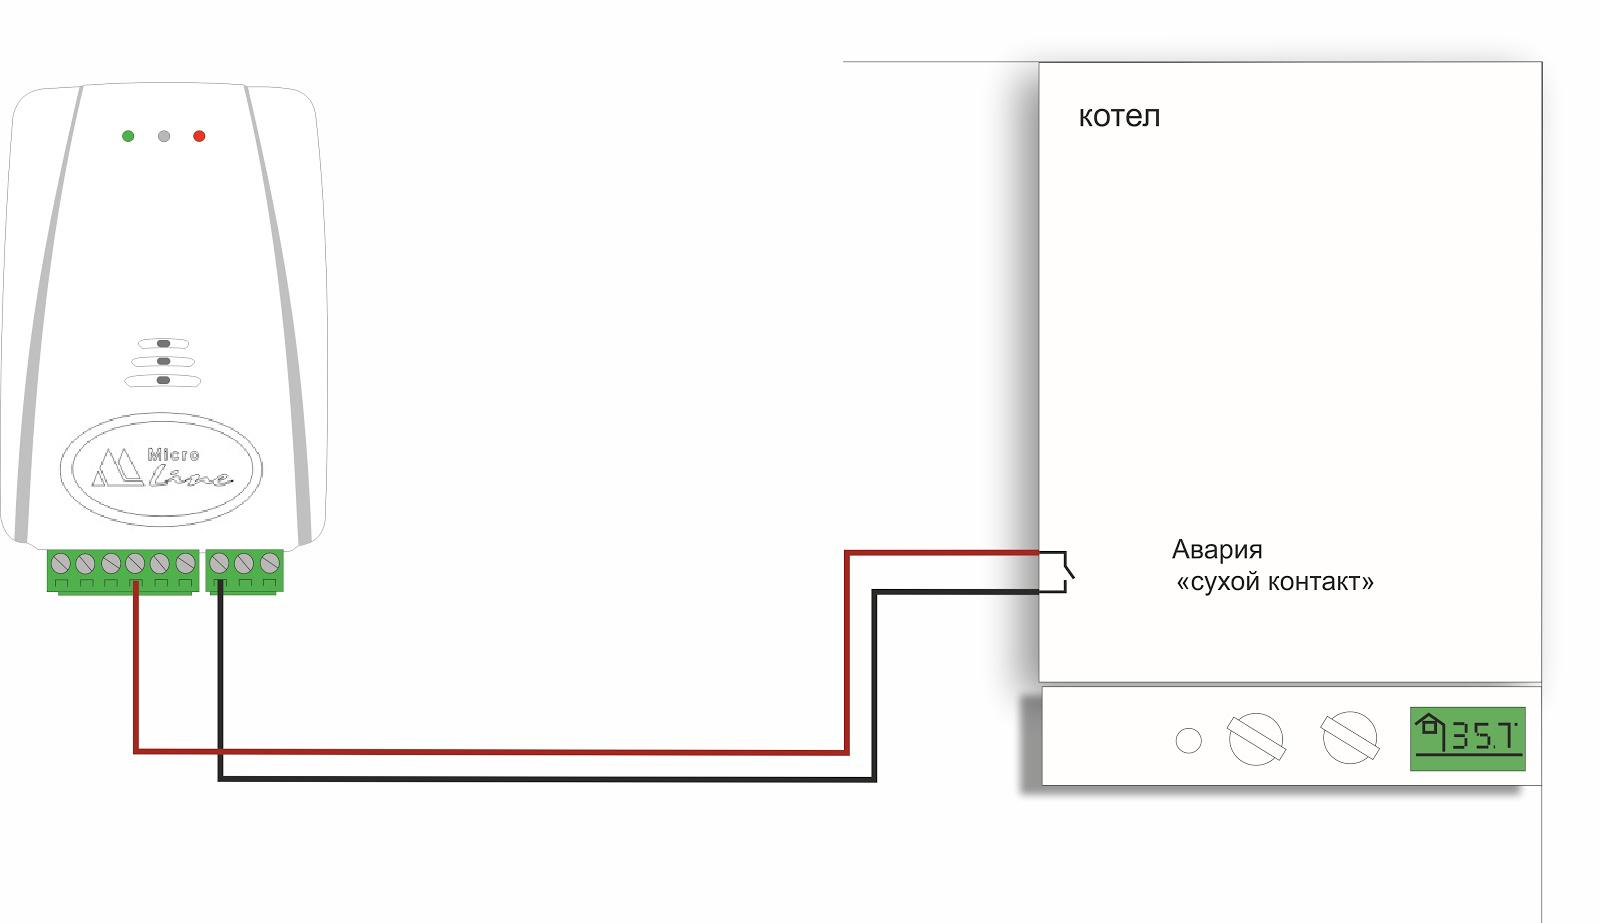 котел
Micro
Line
Авария
«сухой контакт»
35.7°